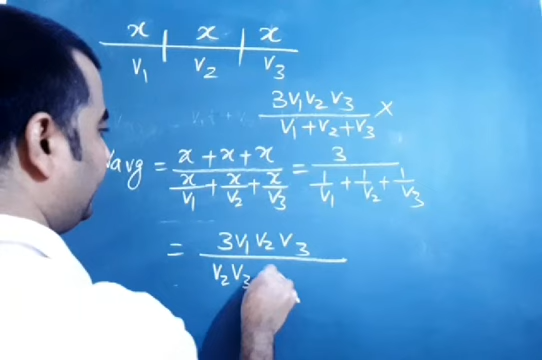 x x x
V₁ V₂ V₃
3V₁V₂V₃ / V₁+V₂+V₃ ×
Vavg = (x + x + x) / (x/V₁ + x/V₂ + x/V₃) = 3 / (1/V₁ + 1/V₂ + 1/V₃)
= 3V₁V₂V₃ / V₂V₃